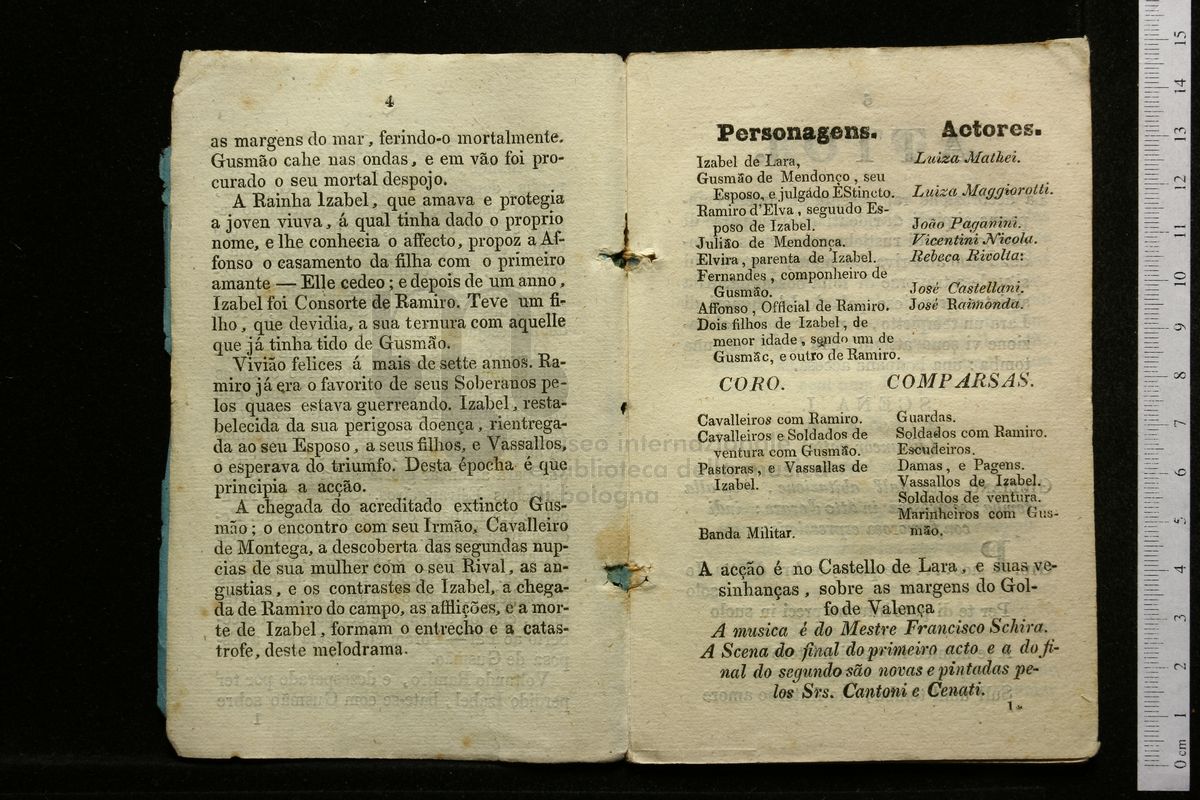 4
as margens do mar, ferindo-o mortalmente.
Gusmão cahe nas ondas, e em vão foi pro-
curado o seu mortal despojo.
A Rainha Izabel, que amava e protegia
a joven viuva, á qual tinha dado o proprio
nome, e lhe conhecia o affecto, propoz a Af-
fonso o casamento da filha com o primeiro
amante — Elle cedeo; e depois de um anno,
Izabel foi Consorte de Ramiro. Teve um fi-
lho, que devidia, a sua ternura com aquelle
que já tinha tido de Gusmão.
Vivião felices á mais de sette annos. Ra-
miro já era o favorito de seus Soberanos pe-
los quaes estava guerreando. Izabel, resta-
belecida da sua perigosa doença, rientrega-
da ao seu Esposo, a seus filhos, e Vassallos,
o esperava do triumfo. Desta épocha é que
principia a acção.
A chegada do acreditado extincto Gus-
mão; o encontro com seu Irmão, Cavalleiro
de Montega, a descoberta das segundas nup-
cias de sua mulher com o seu Rival, as an-
gustias, e os contrastes de Izabel, a chega-
da de Ramiro do campo, as afflições, e a mor-
te de Izabel, formam o entrecho e a catas-
trofe, deste melodrama.
Personagens. Actores.
Izabel de Lara, Luiza Mathei.
Gusmão de Mendonço, seu
Esposo, e julgado EStincto. Luiza Maggiorotti.
Ramiro d'Elva, seguudo Es-
poso de Izabel. João Paganini.
Julião de Mendonça. Vicentini Nicola.
Elvira, parenta de Izabel. Rebeca Rivolta:
Fernandes, componheiro de
Gusmão. José Castellani.
Affonso, Official de Ramiro. José Raimonda.
Dois filhos de Izabel, de
menor idade, sendo um de
Gusmão, e outro de Ramiro.
CORO. COMPARSAS.
Cavalleiros com Ramiro. Guardas.
Cavalleiros e Soldados de Soldados com Ramiro.
ventura com Gusmão. Escudeiros.
Pastoras, e Vassallas de Damas, e Pagens.
Izabel. Vassallos de Izabel.
Soldados de ventura.
Marinheiros com Gus-
Banda Militar. mão.
A acção é no Castello de Lara, e suas ve-
sinhanças, sobre as margens do Gol-
fo de Valença
A musica é do Mestre Francisco Schira.
A Scena do final do primeiro acto e a do fi-
nal do segundo são novas e pintadas pe-
los Srs. Cantoni e Cenati.
1*